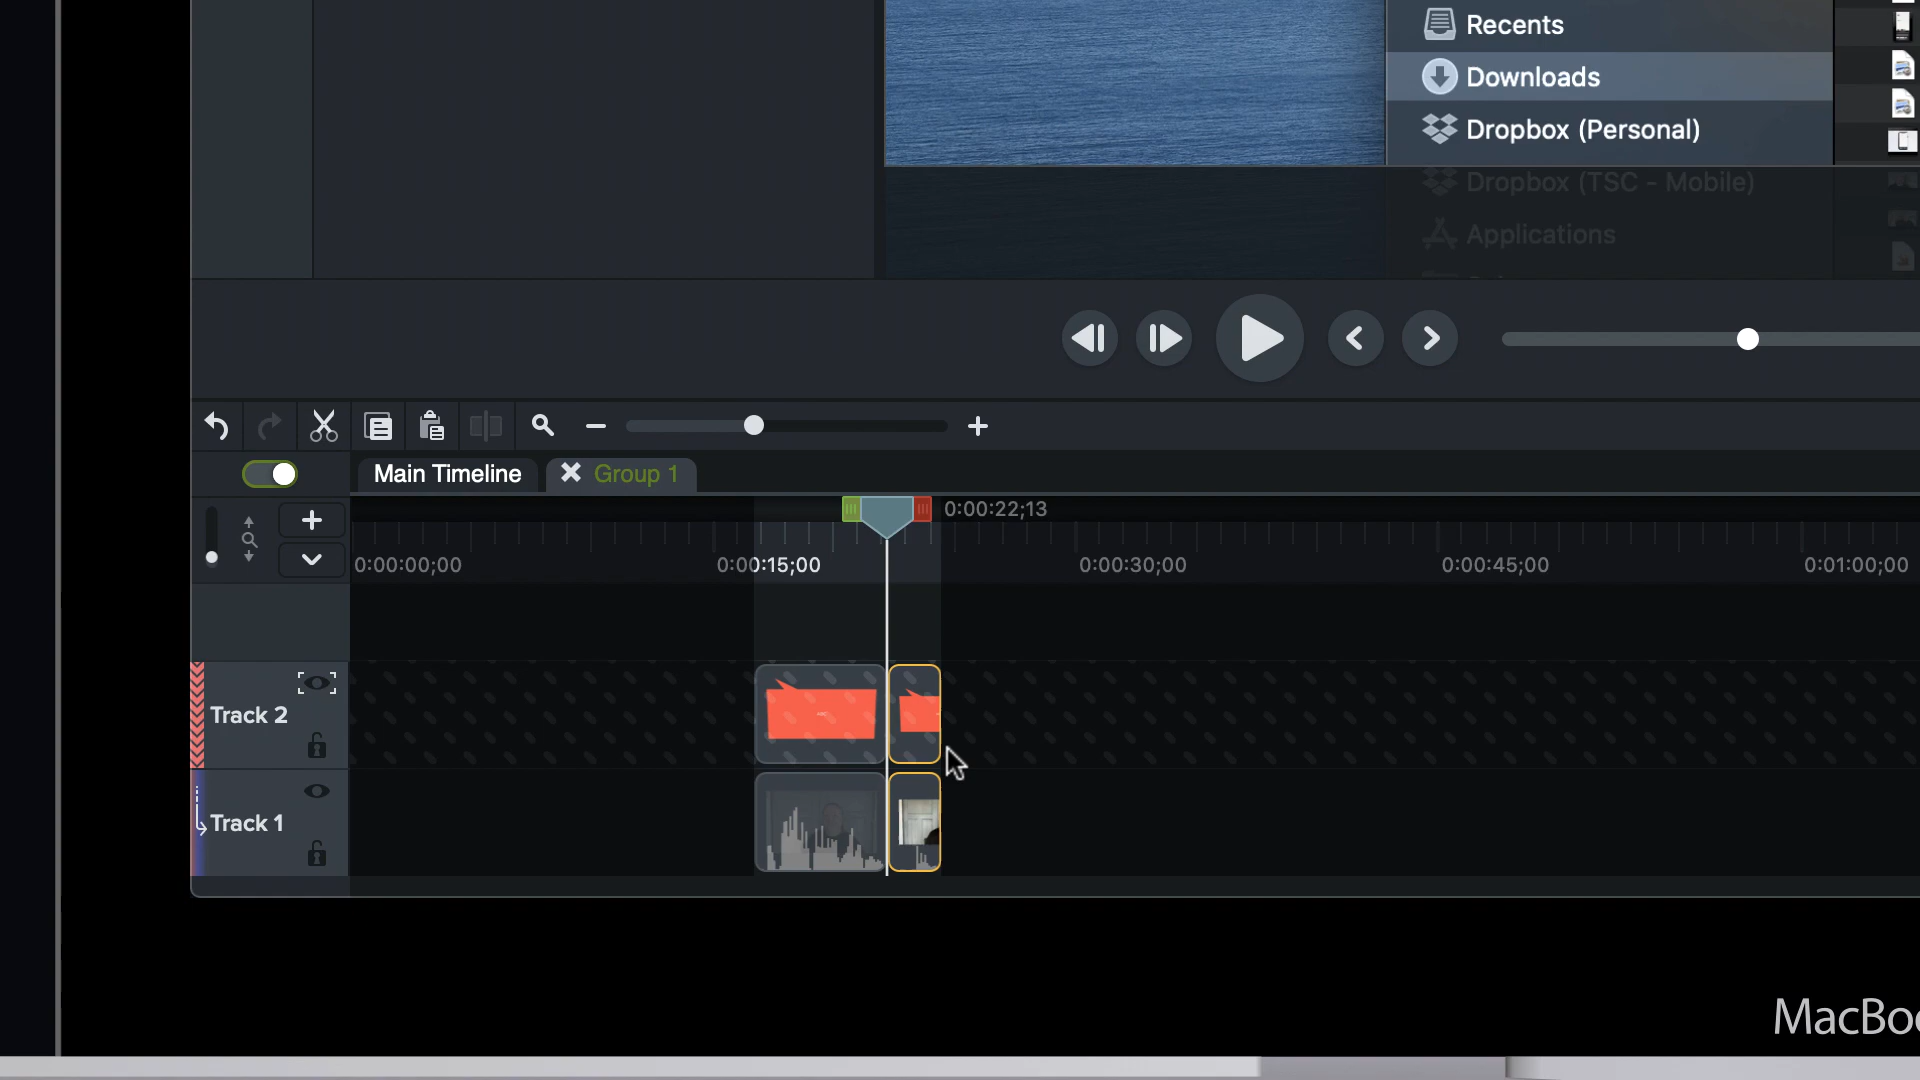 Recents
Downloads
Dropbox (Personal)
Dropbox (TSC - Mobile)
Applications
Main Timeline
Group 1
0:00:22;13
0:00:00;00
0:00:15;00
0:00:30;00
0:00:45;00
0:01:00;00
Track 2
Track 1
MacBoo